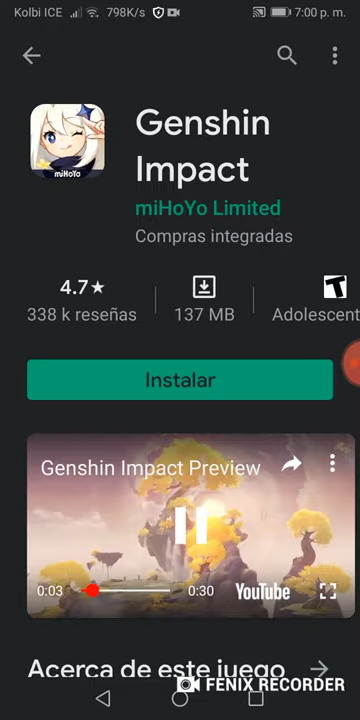 Kolbi ICE 798K/s 7:00 p. m.
Genshin
Impact
miHoYo
miHoYo Limited
Compras integradas
4.7★
338 k reseñas
137 MB
T
Adolescent
Instalar
Genshin Impact Preview
0:03
0:30
YouTube
Acerca de este juego
FENIX RECORDER